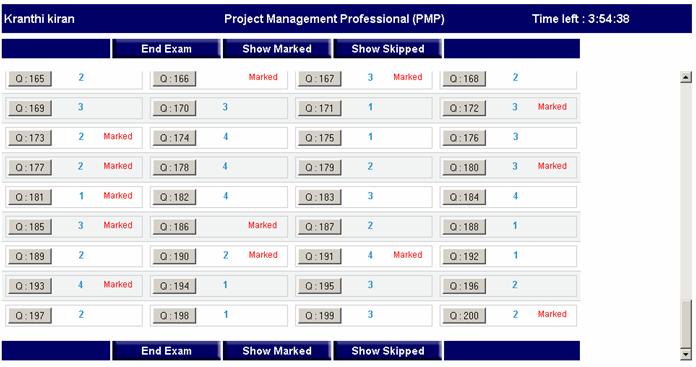 Kranthi kiran Project Management Professional (PMP) Time left : 3:54:38
End Exam Show Marked Show Skipped
Q : 165 2 Q : 166 Marked Q : 167 3 Marked Q : 168 2
Q : 169 3 Q : 170 3 Q : 171 1 Q : 172 3 Marked
Q : 173 2 Marked Q : 174 4 Q : 175 1 Q : 176 3
Q : 177 2 Marked Q : 178 4 Q : 179 2 Q : 180 3 Marked
Q : 181 1 Marked Q : 182 4 Q : 183 3 Q : 184 4
Q : 185 3 Marked Q : 186 Marked Q : 187 2 Q : 188 1
Q : 189 2 Q : 190 2 Marked Q : 191 4 Marked Q : 192 1
Q : 193 4 Marked Q : 194 1 Q : 195 3 Q : 196 2
Q : 197 2 Q : 198 1 Q : 199 3 Q : 200 2 Marked
End Exam Show Marked Show Skipped